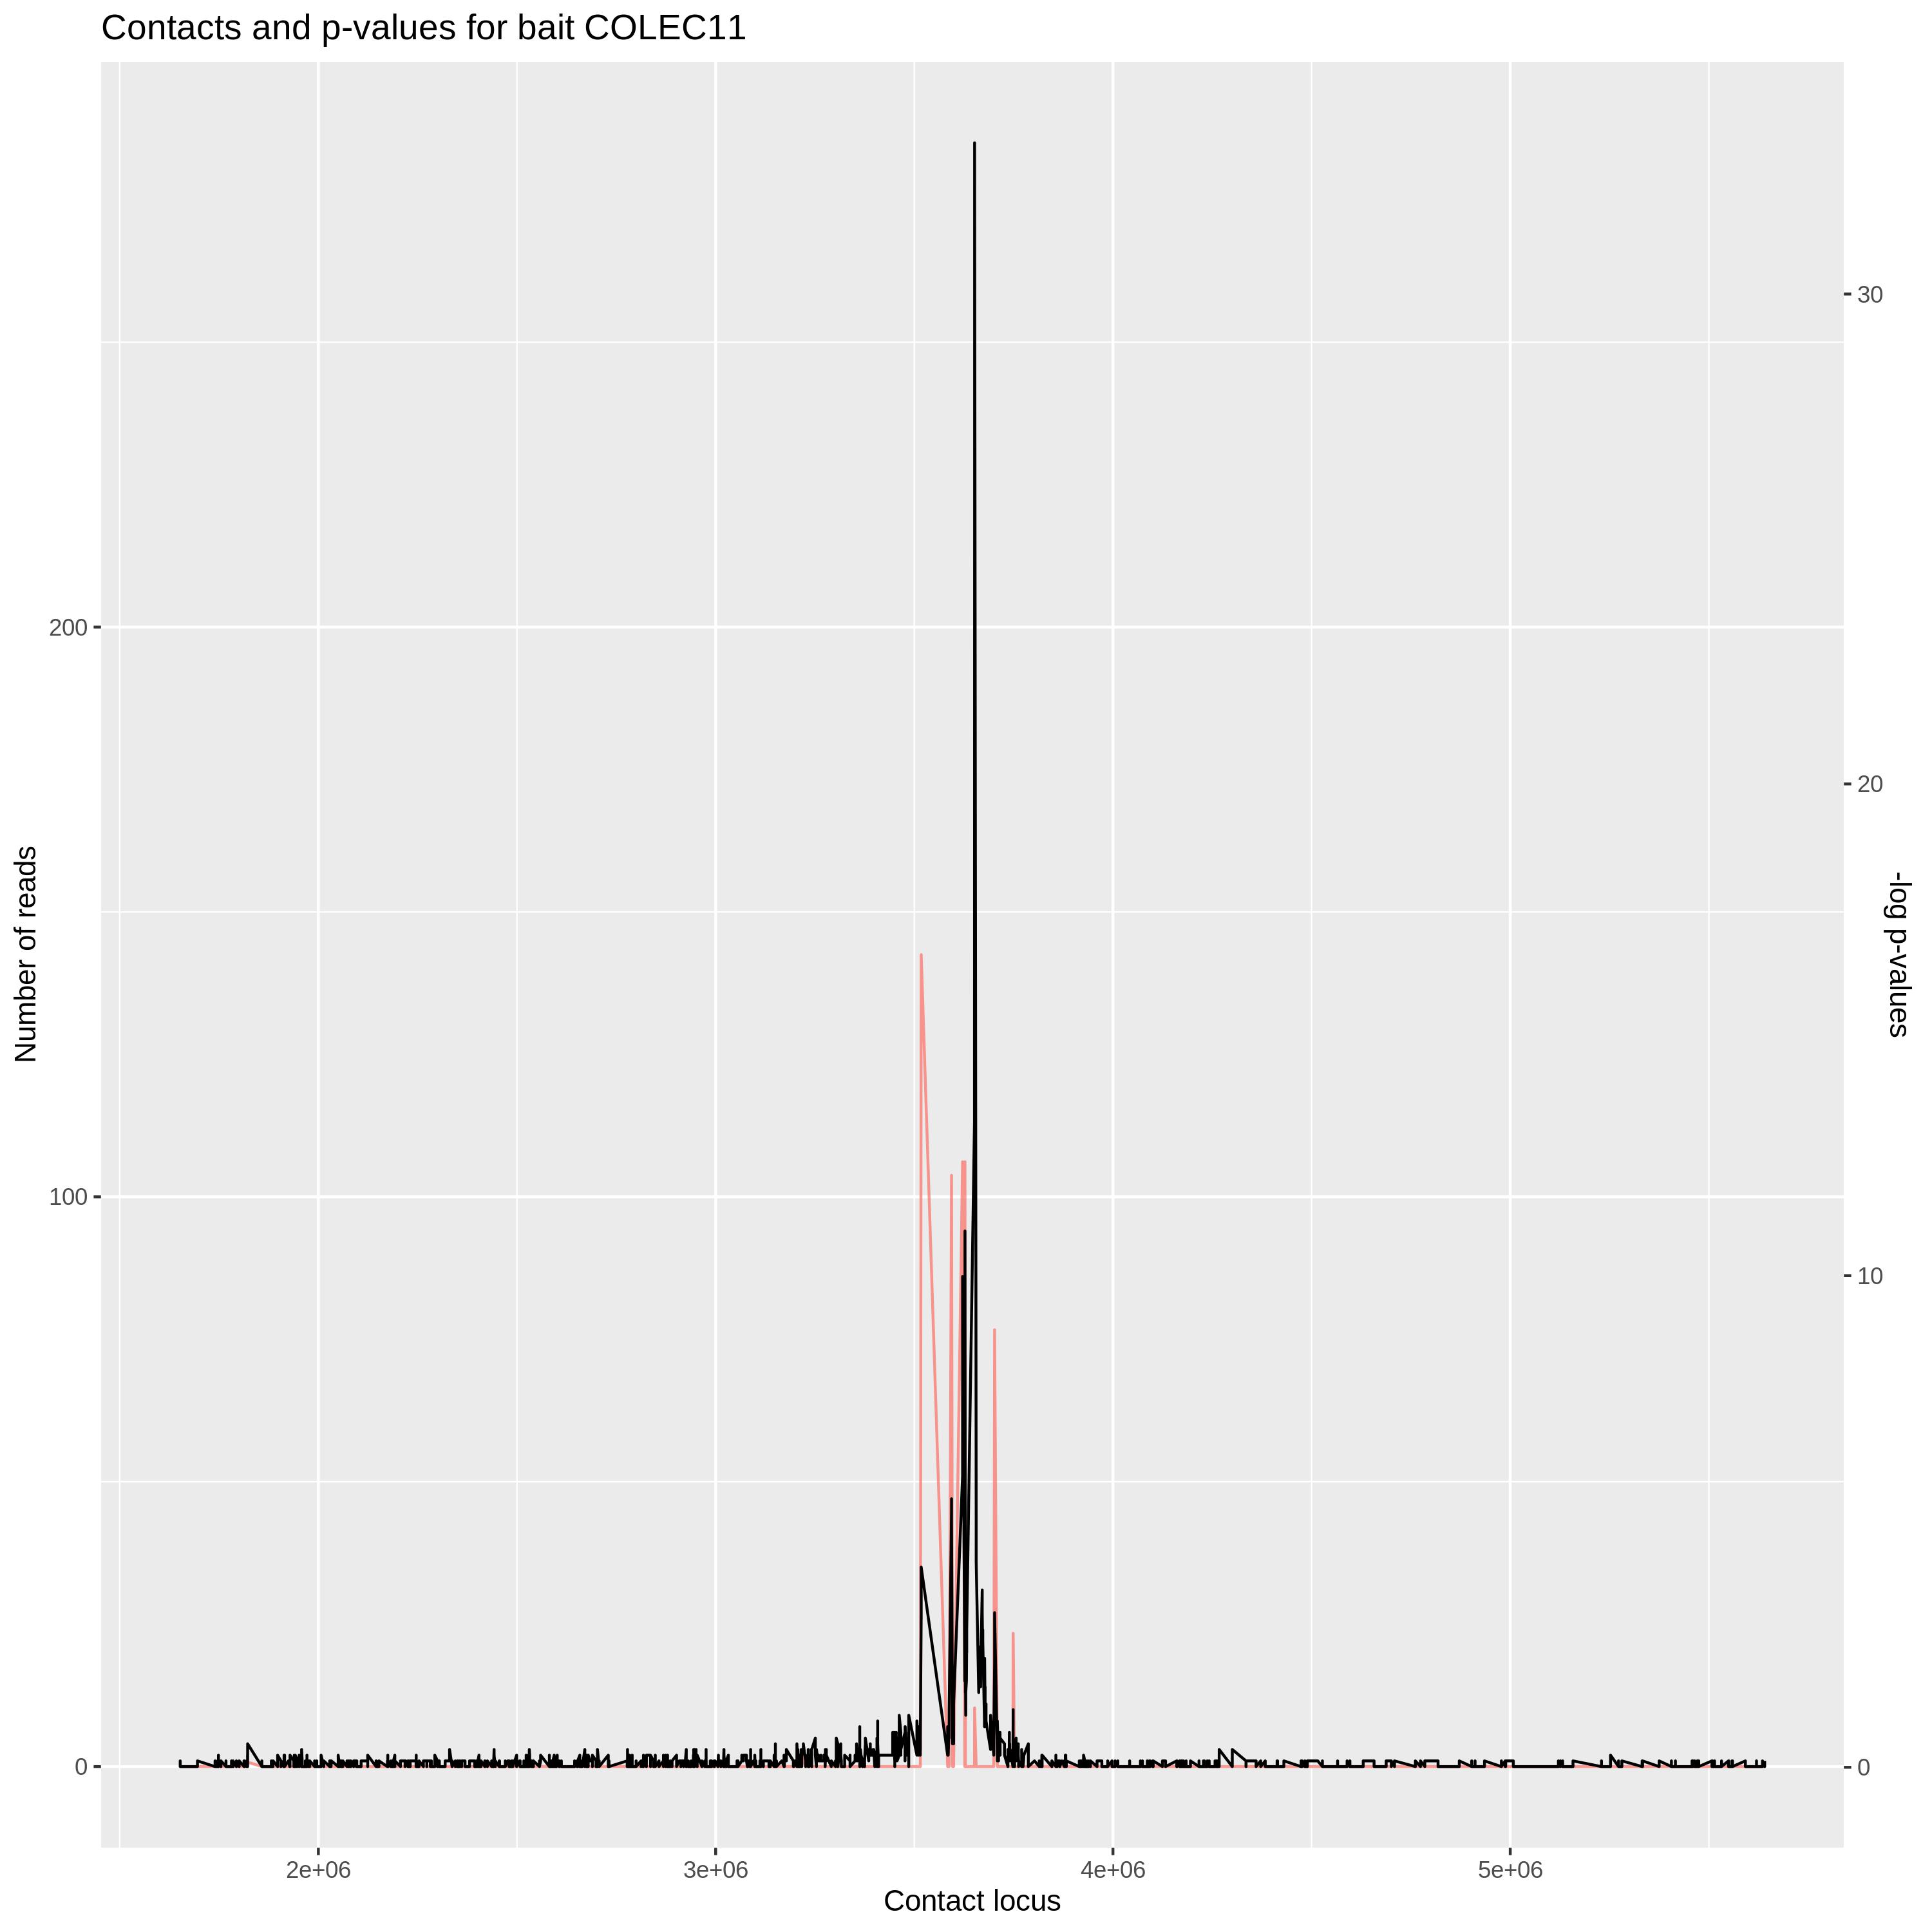 Contacts and p-values for bait COLEC11
Number of reads
200
100
0
30
20
10
0
-log p-values
2e+06
3e+06
4e+06
5e+06
Contact locus